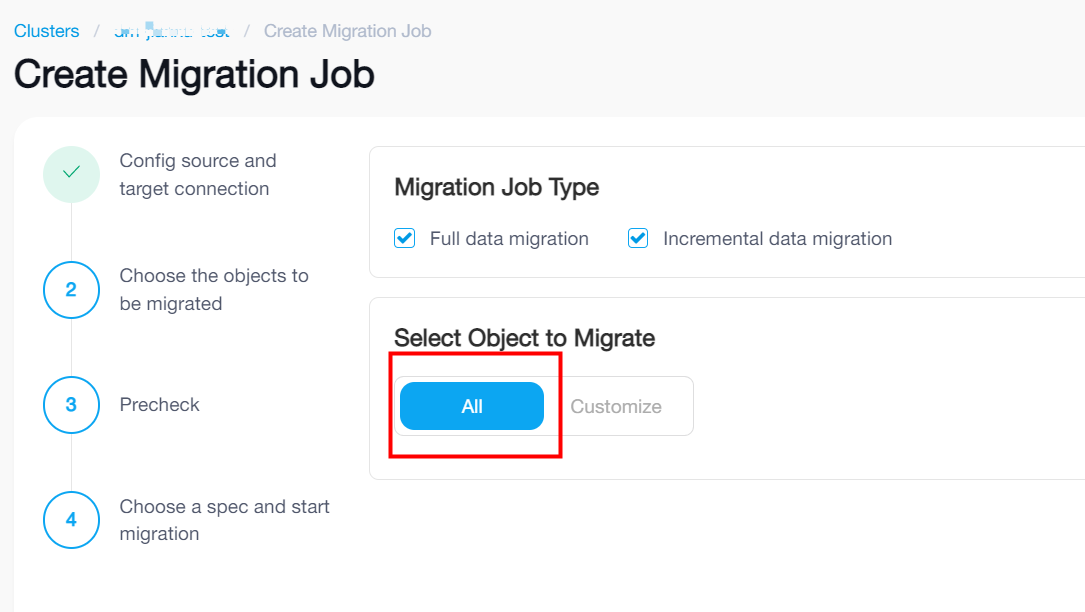 Clusters / / Create Migration Job
Create Migration Job
Config source and
target connection
2
Choose the objects to
be migrated
3
Precheck
4
Choose a spec and start
migration
Migration Job Type
Full data migration
Incremental data migration
Select Object to Migrate
All
Customize